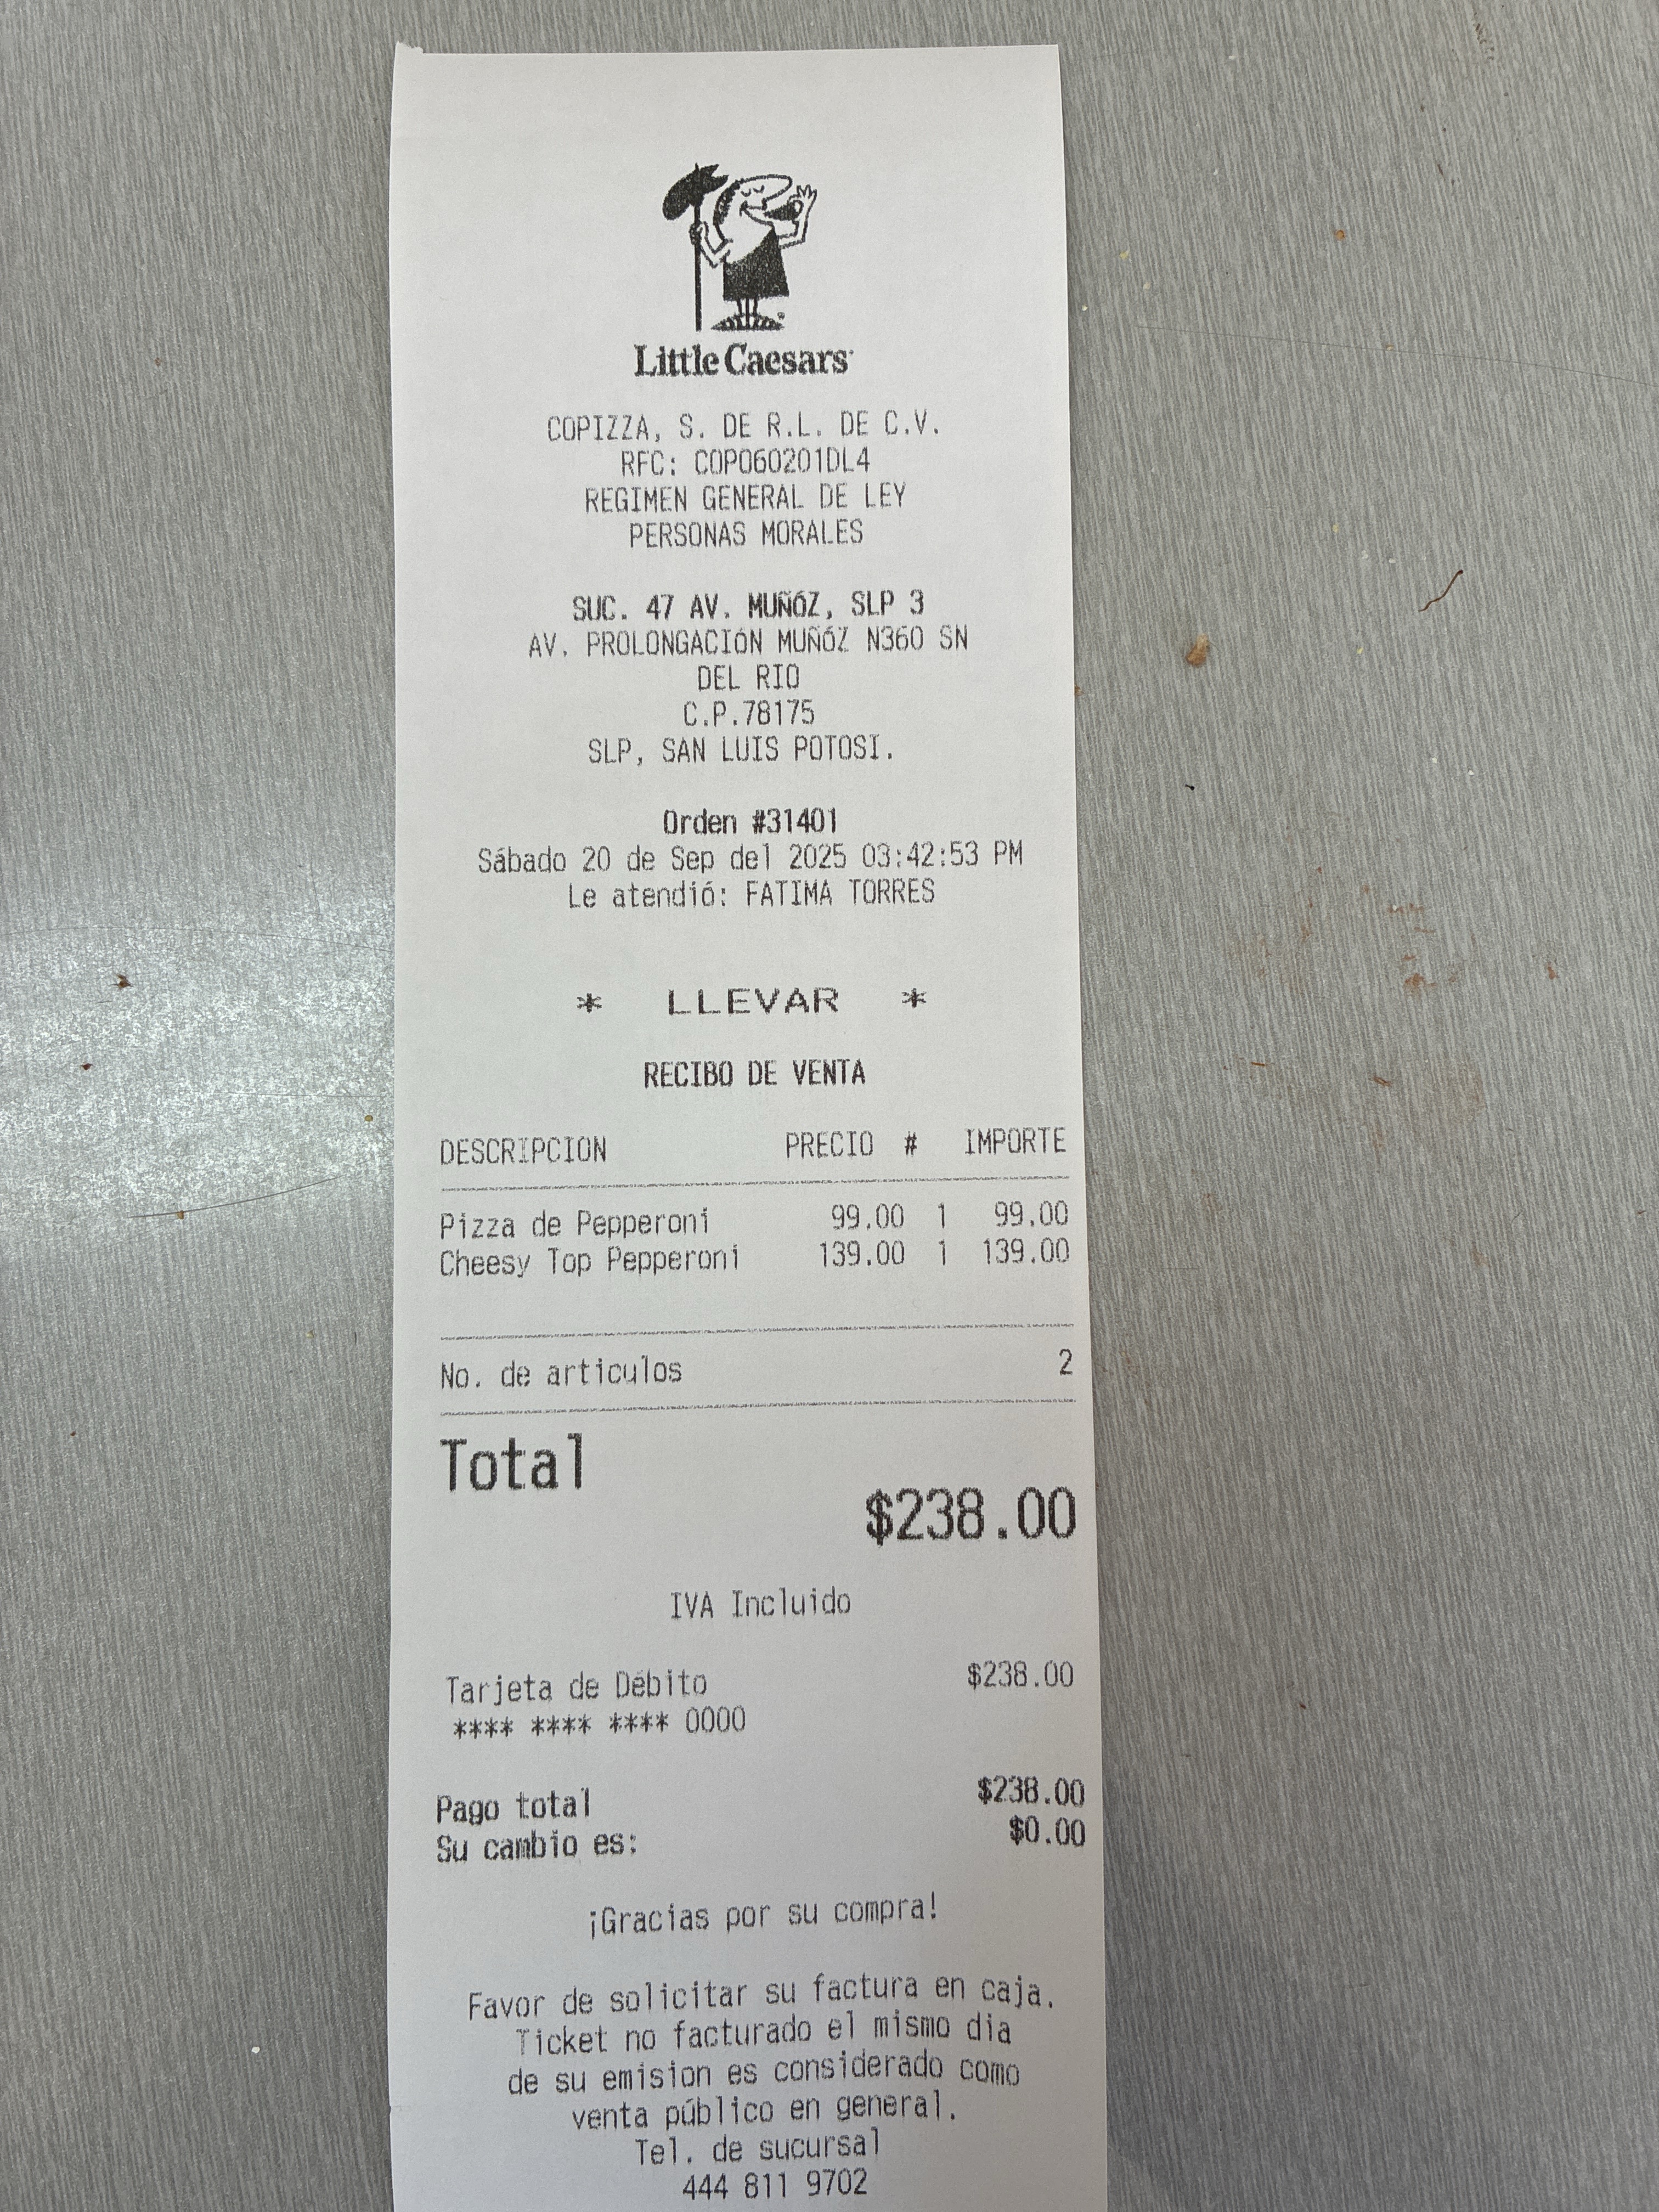 Little Caesars
COPIZZA, S. DE R.L. DE C.V.
RFC: COP060201DL4
REGIMEN GENERAL DE LEY
PERSONAS MORALES
SUC. 47 AV. MUÑóZ, SLP 3
AV. PROLONGACIóN MUÑóZ N360 SN
DEL RIO
C.P.78175
SLP, SAN LUIS POTOSI.
Orden #31401
Sábado 20 de Sep del 2025 03:42:53 PM
Le atendió: FATIMA TORRES
* LLEVAR *
RECIBO DE VENTA
DESCRIPCION PRECIO # IMPORTE
Pizza de Pepperoni 99.00 1 99.00
Cheesy Top Pepperoni 139.00 1 139.00
No. de articulos 2
Total
$238.00
IVA Incluido
Tarjeta de Débito $238.00
**** **** **** 0000
Pago total $238.00
Su cambio es: $0.00
¡Gracias por su compra!
Favor de solicitar su factura en caja.
Ticket no facturado el mismo dia
de su emision es considerado como
venta público en general.
Tel. de sucursal
444 811 9702